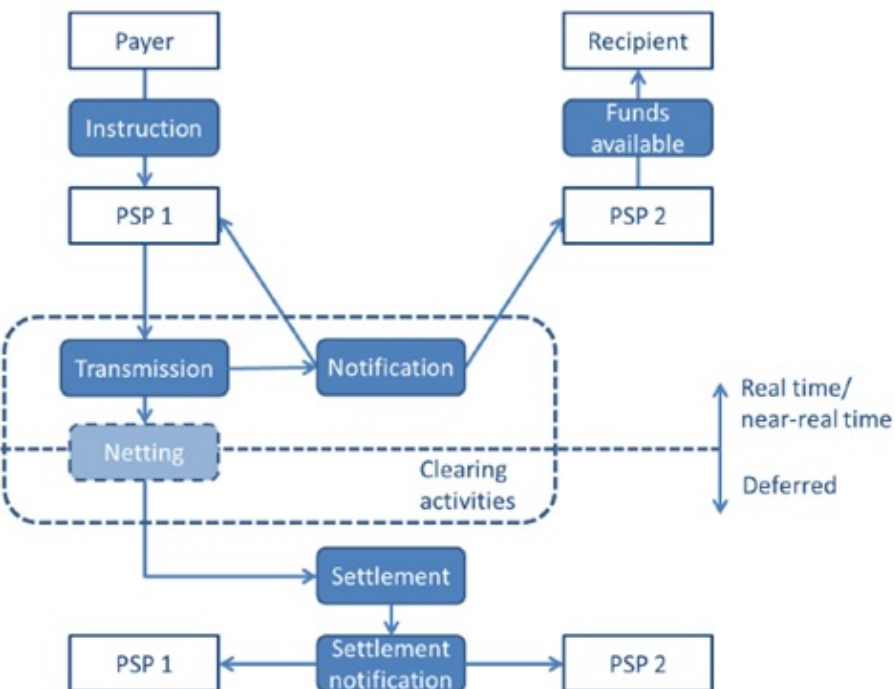 Payer
Recipient
Instruction
Funds
available
PSP 1
PSP 2
Transmission
Notification
Real time/
near-real time
Netting
Clearing
activities
Deferred
Settlement
PSP 1
Settlement
notification
PSP 2